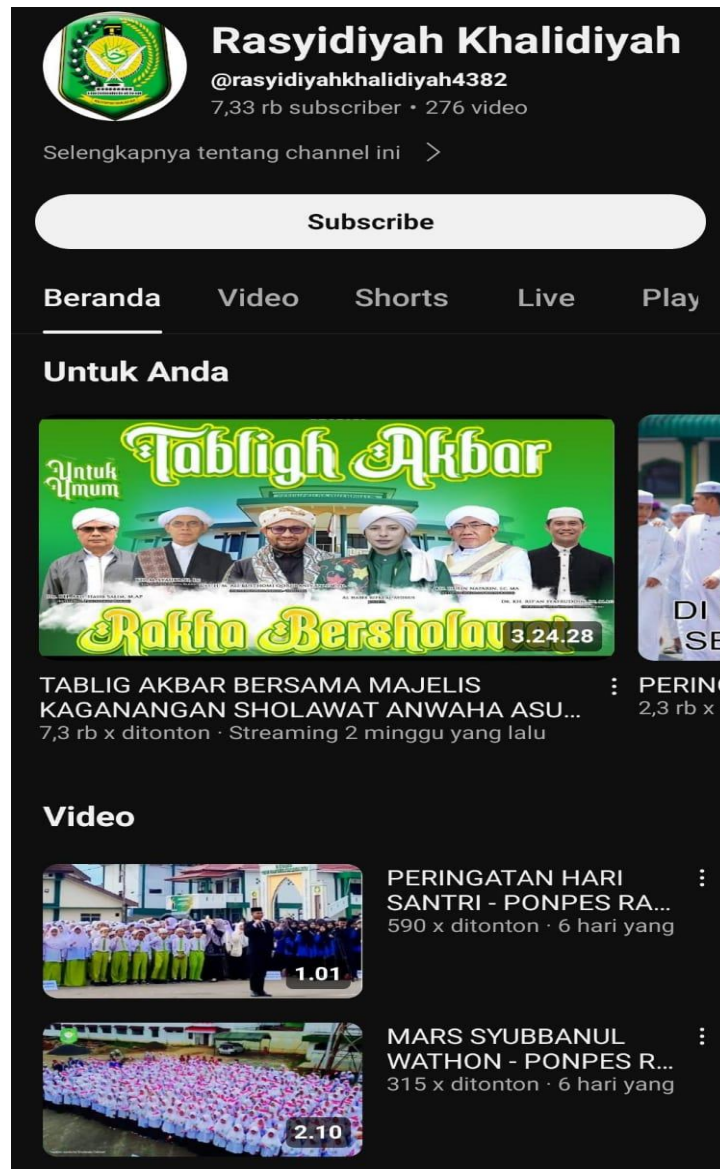 Rasyidiyah Khalidiyah
@rasyidiyahkhalidiyah4382
7,33 rb subscriber • 276 video
Selengkapnya tentang channel ini >
Subscribe
Beranda Video Shorts Live Play
Untuk Anda
Tabligh Akbar
Untuk
Umum
Rakha Bersholawat
3.24.28
DI
SE
TABLIG AKBAR BERSAMA MAJELIS
KAGANANGAN SHOLAWAT ANWAHA ASU...
7,3 rb x ditonton · Streaming 2 minggu yang lalu
PERIN
2,3 rb x
Video
PERINGATAN HARI
SANTRI - PONPES RA...
590 x ditonton · 6 hari yang
1.01
MARS SYUBBANUL
WATHON - PONPES R...
315 x ditonton · 6 hari yang
2.10